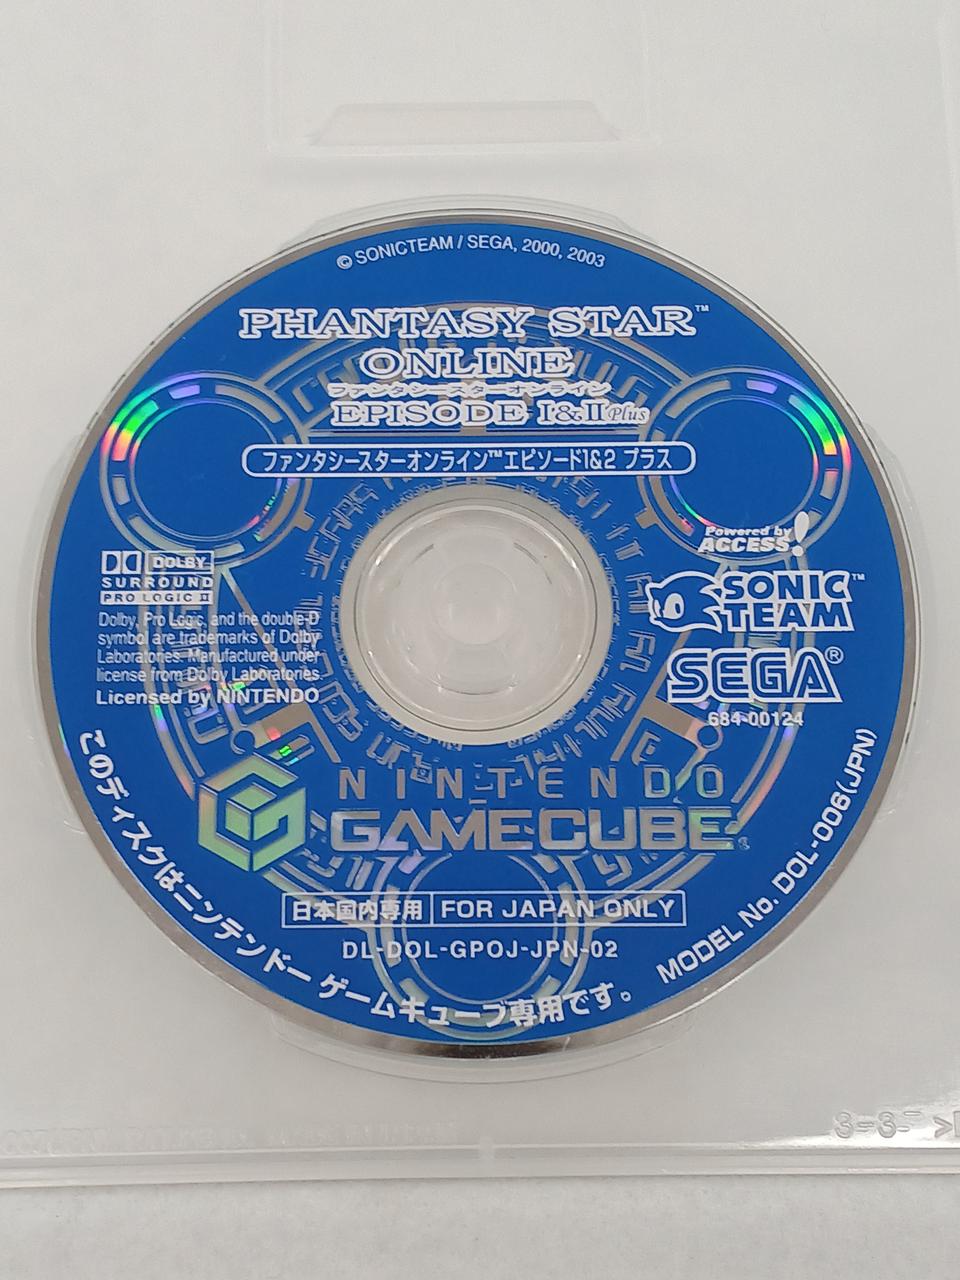 © SONICTEAM / SEGA, 2000, 2003
PHANTASY STAR™
ONLINE
ファンタシースターオンライン
EPISODE I&II Plus
ファンタシースターオンライン™エピソード1&2 プラス
Powered by
ACCESS!
DOLBY
SURROUND
PRO LOGIC II
Dolby, Pro Logic, and the double-D
symbol are trademarks of Dolby
Laboratories. Manufactured under
license from Dolby Laboratories.
Licensed by NINTENDO
SONIC
TEAM™
SEGA®
684-00124
NINTENDO
GAMECUBE
日本国内専用 FOR JAPAN ONLY
DL-DOL-GPOJ-JPN-02
このディスクはニンテンドー ゲームキューブ専用です。
MODEL No. DOL-006(JPN)